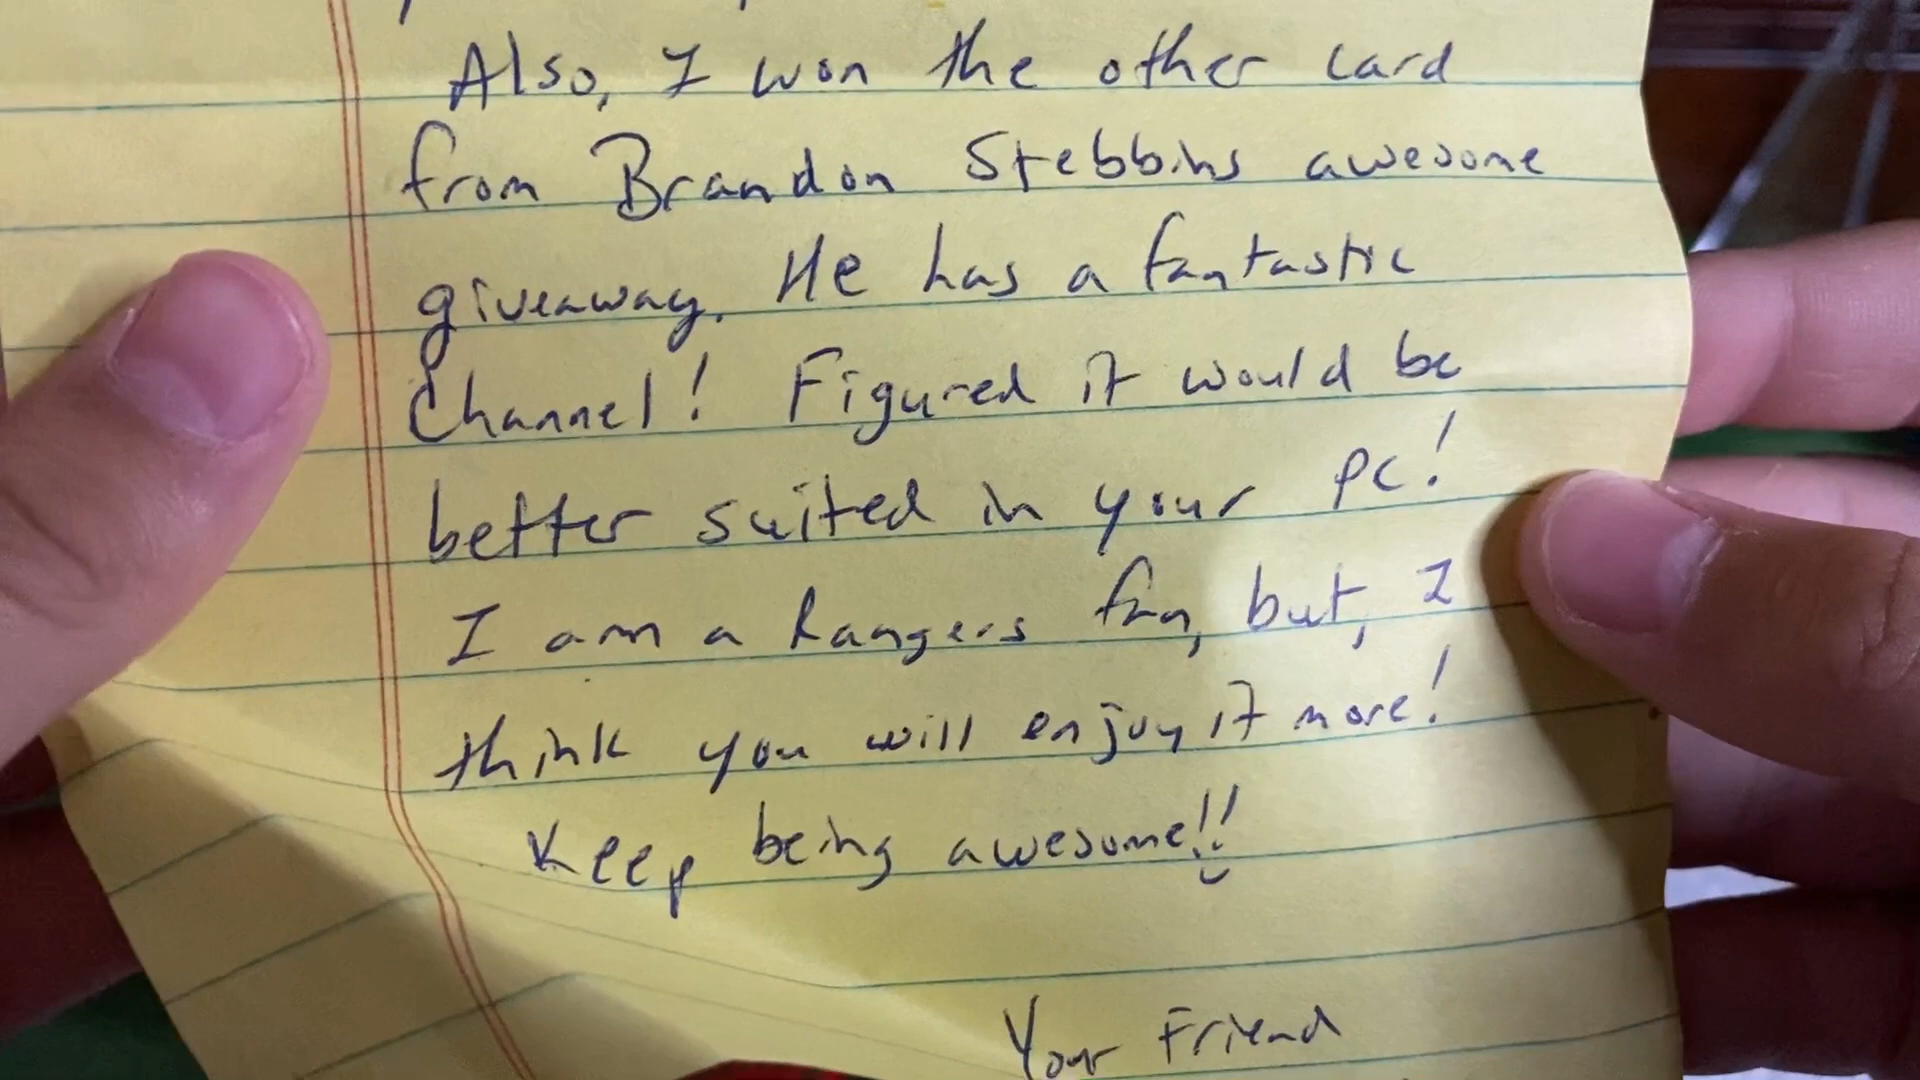 Also, I won the other card
from Brandon Stebbins awesome
giveaway. He has a fantastic
Channel! Figured it would be
better suited in your pc!
I am a Rangers fan, but, I
think you will enjoy it more!
Keep being awesome!!
Your Friend